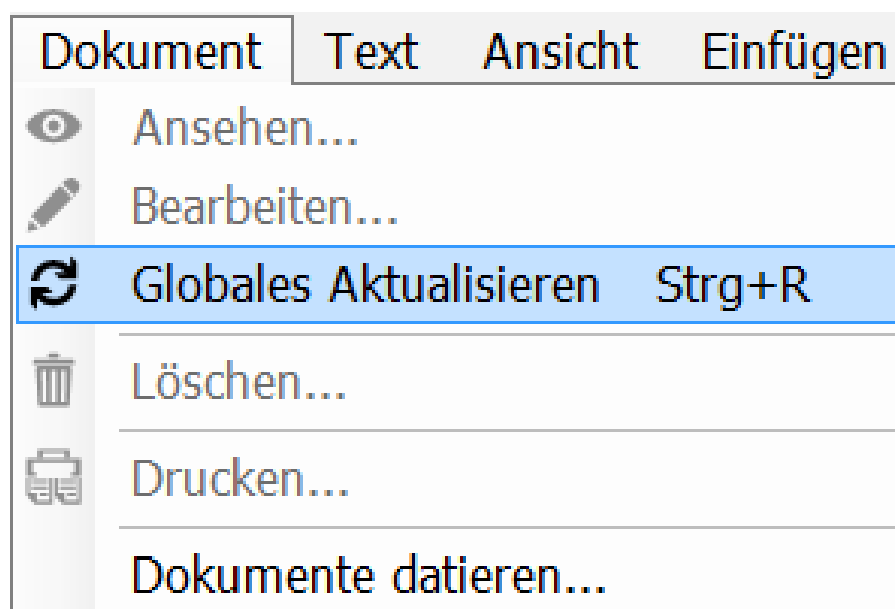 Dokument Text Ansicht Einfügen
Ansehen...
Bearbeiten...
Globales Aktualisieren Strg+R
Löschen...
Drucken...
Dokumente datieren...